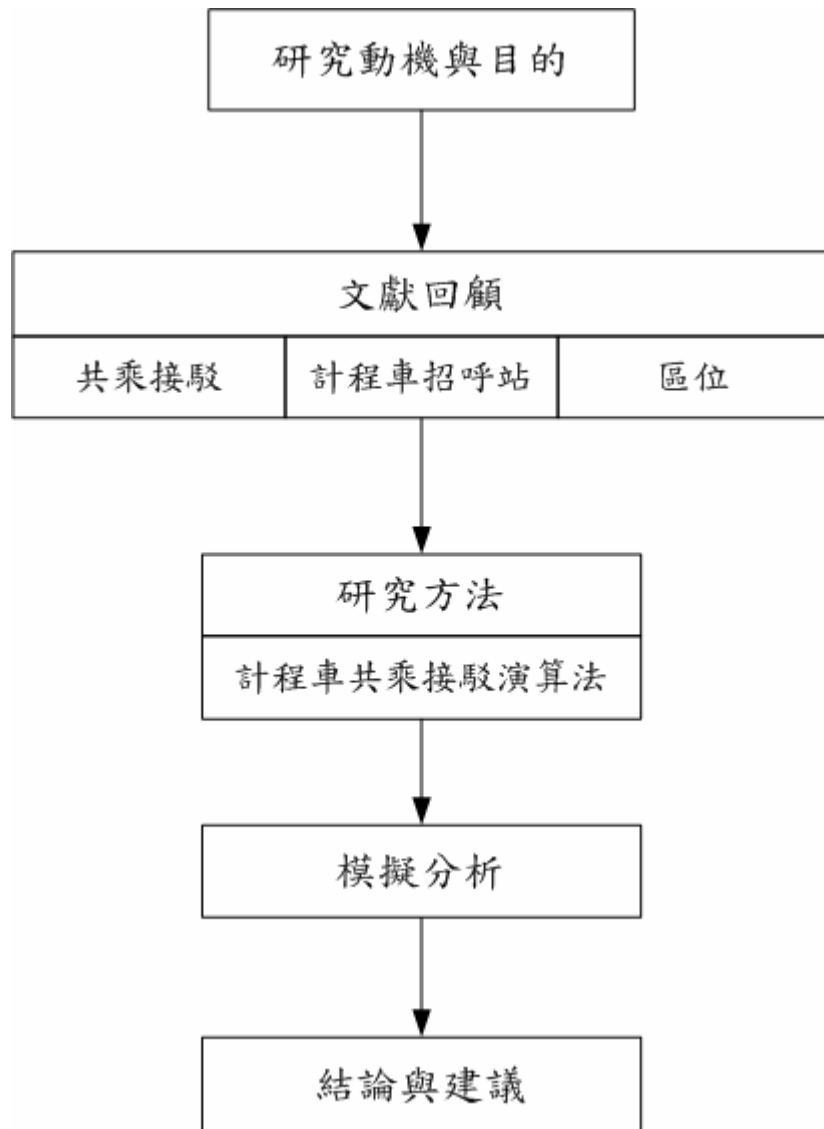 研究動機與目的
文獻回顧
共乘接駁
計程車招呼站
區位
研究方法
計程車共乘接駁演算法
模擬分析
結論與建議